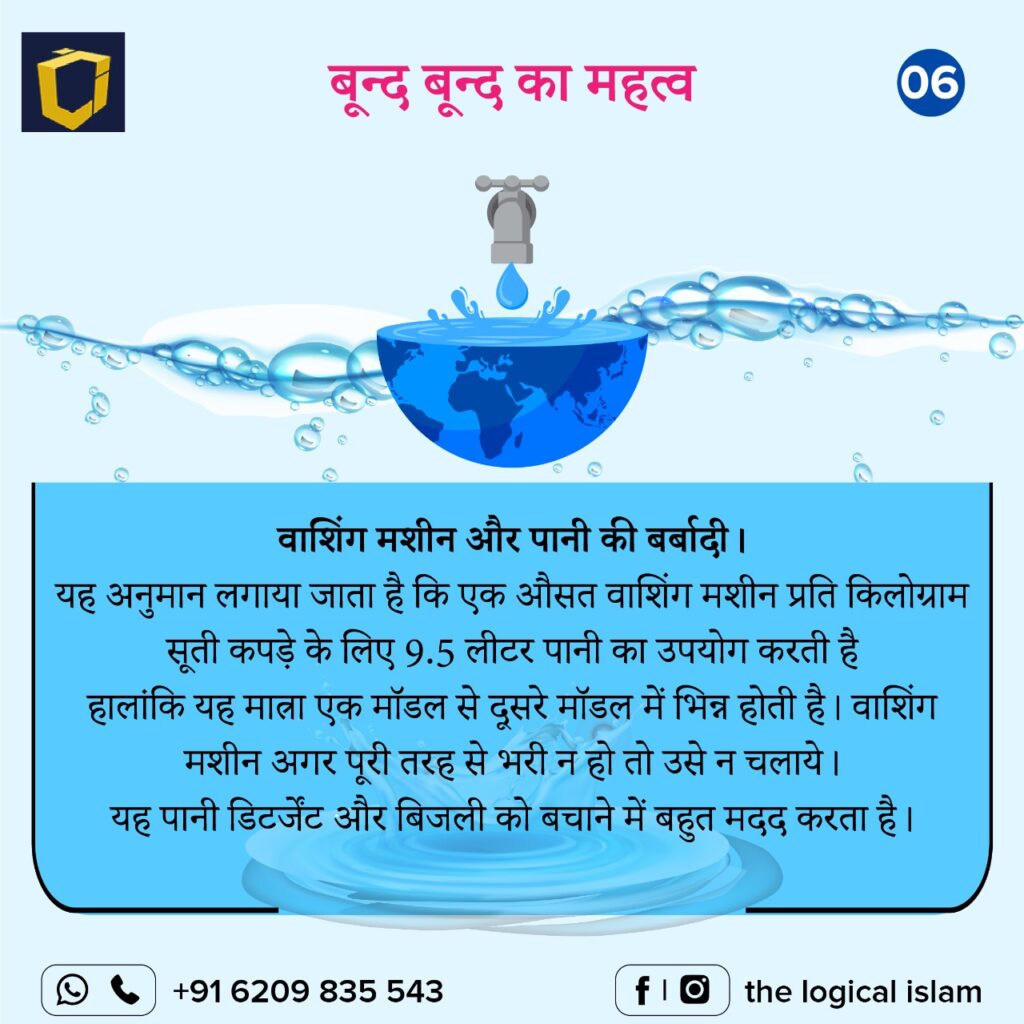 बून्द बून्द का महत्व
06
वाशिंग मशीन और पानी की बर्बादी।
यह अनुमान लगाया जाता है कि एक औसत वाशिंग मशीन प्रति किलोग्राम
सूती कपड़े के लिए 9.5 लीटर पानी का उपयोग करती है
हालांकि यह मात्रा एक मॉडल से दूसरे मॉडल में भिन्न होती है। वाशिंग
मशीन अगर पूरी तरह से भरी न हो तो उसे न चलाये।
यह पानी डिटर्जेंट और बिजली को बचाने में बहुत मदद करता है।
+91 6209 835 543
the logical islam